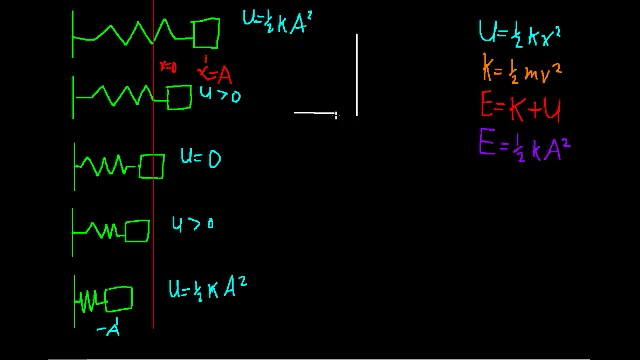 U=½KA²
x=0
x=A
U>0
U=0
U>0
U=½KA²
-A
U=½Kx²
K=½mv²
E=K+U
E=½KA²